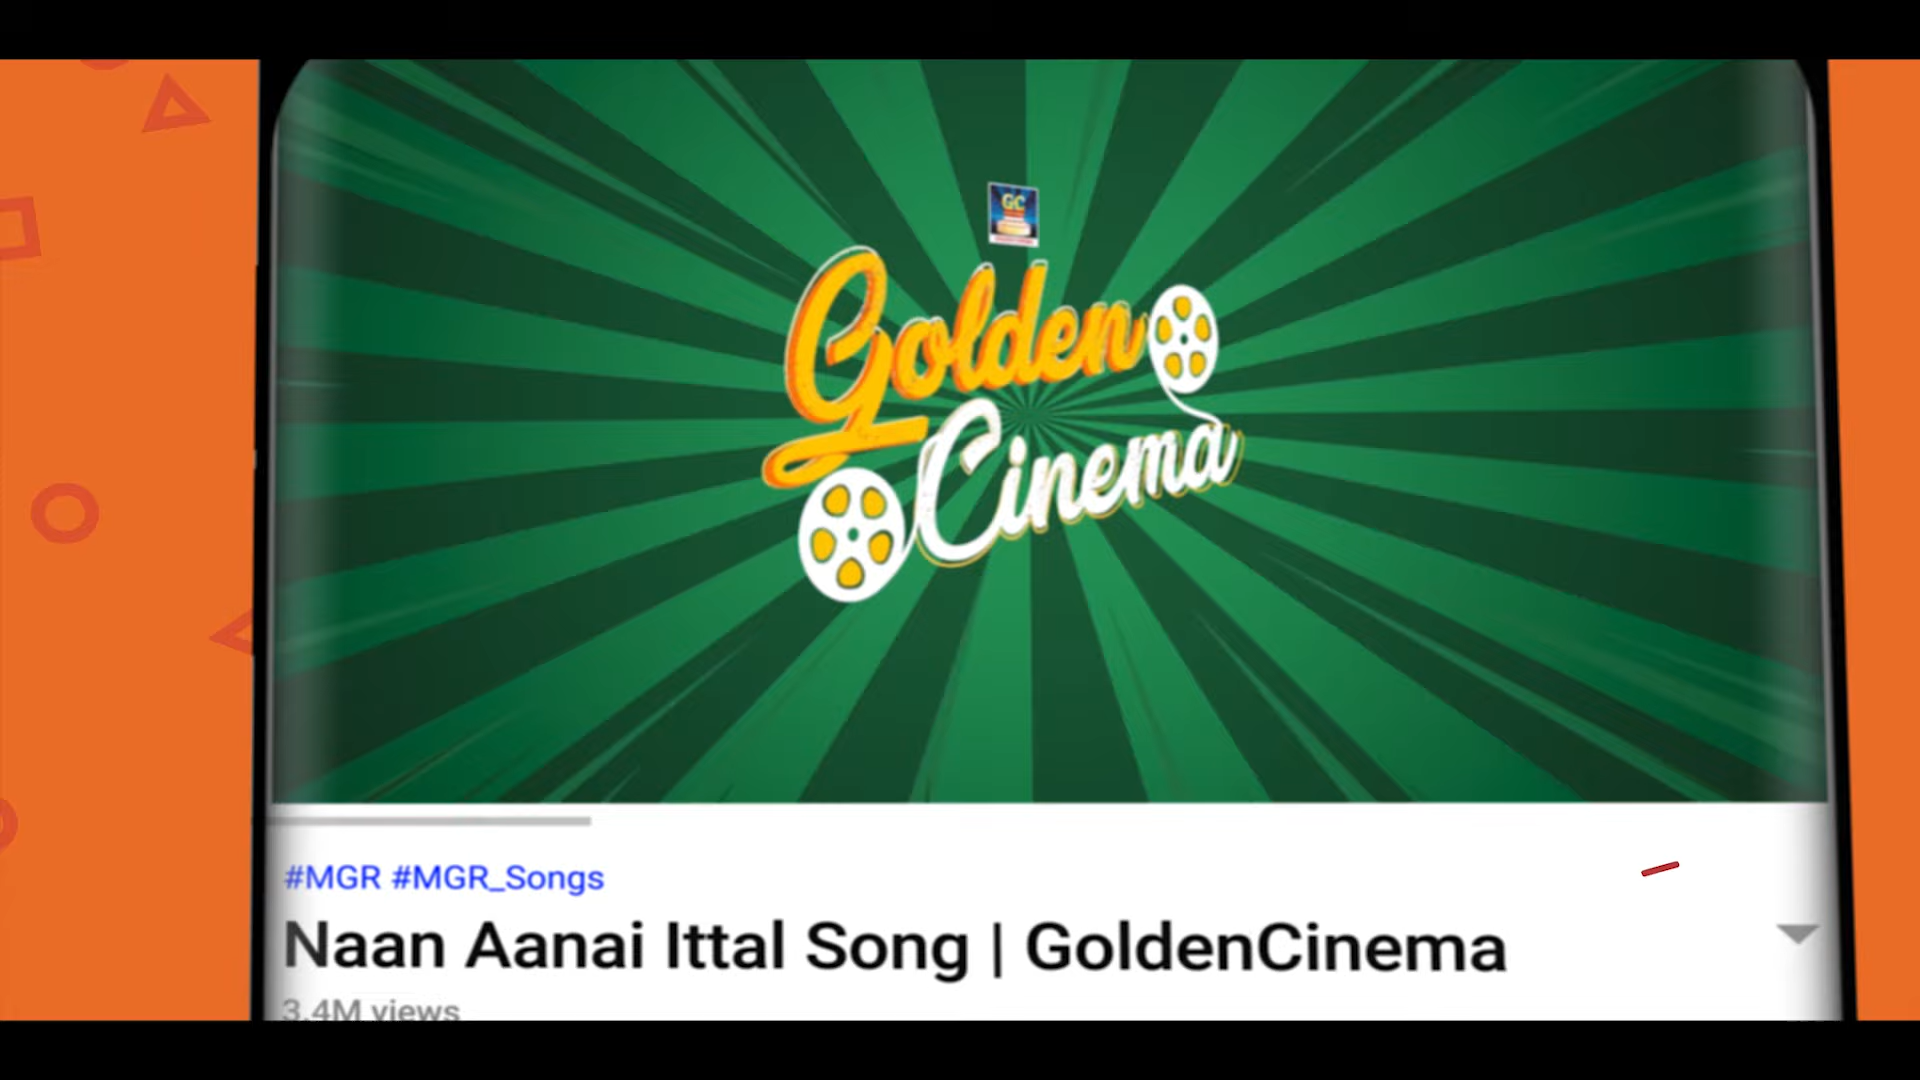 GC
Golden
Cinema
#MGR #MGR_Songs
Naan Aanai Ittal Song | GoldenCinema
3.4M views